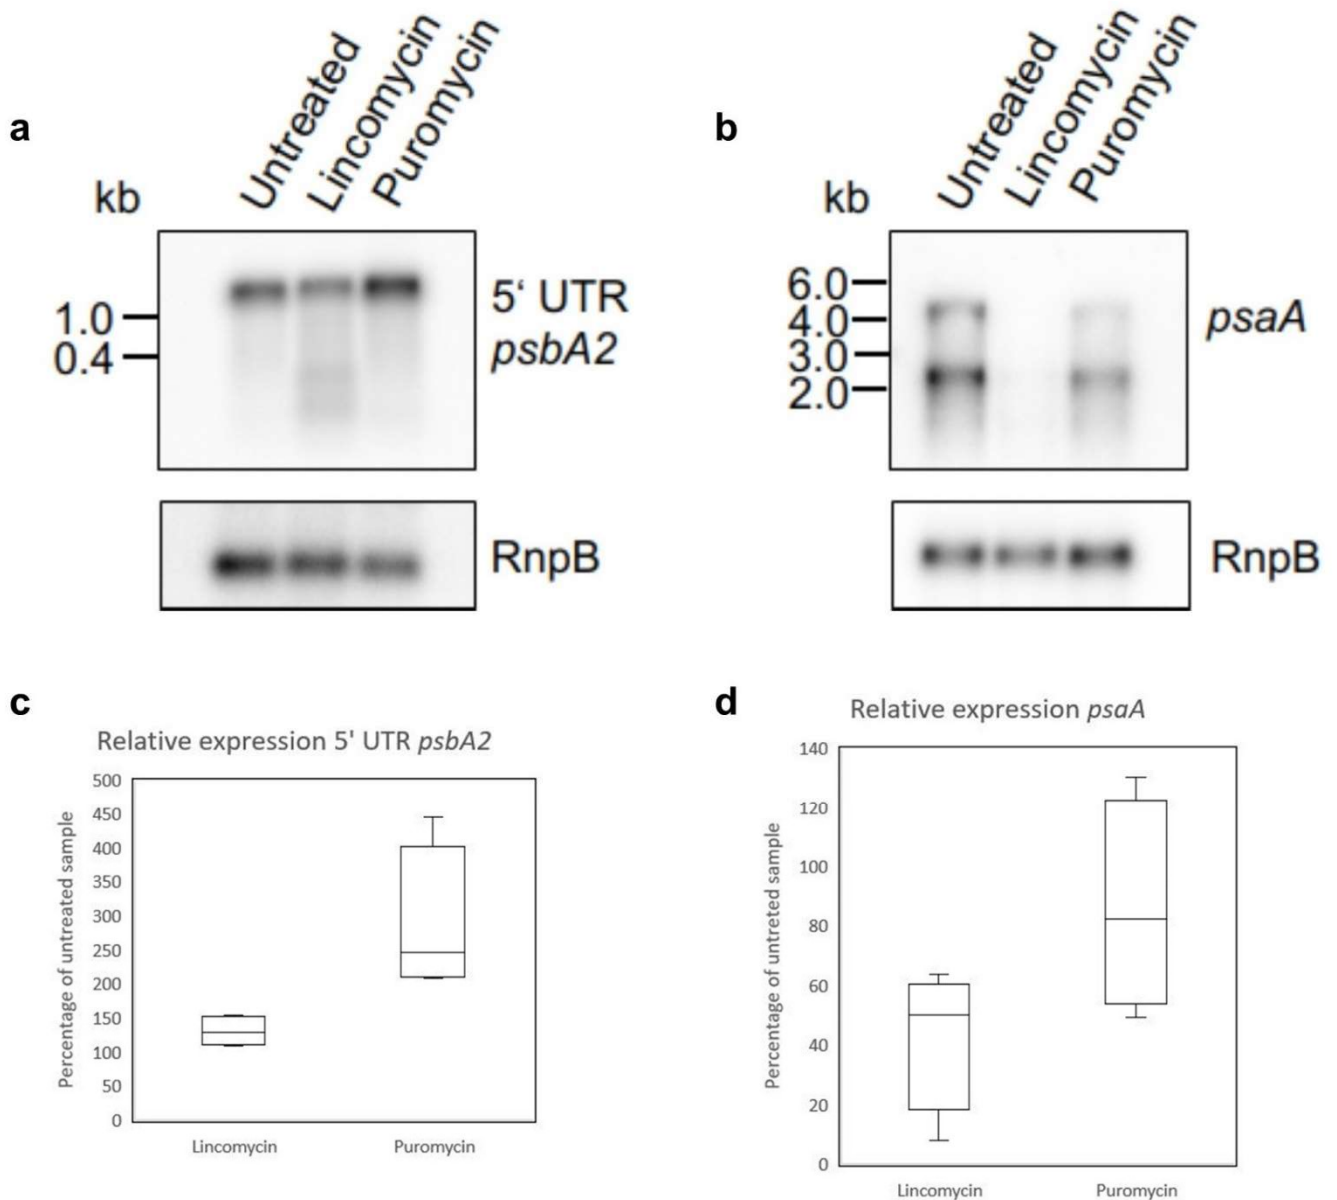 a
Untreated
Lincomycin
Puromycin
kb
1.0
0.4
5‘ UTR
psbA2
RnpB
b
Untreated
Lincomycin
Puromycin
kb
6.0
4.0
3.0
2.0
psaA
RnpB
c
Relative expression 5' UTR psbA2
Percentage of untreated sample
500
450
400
350
300
250
200
150
100
50
0
Lincomycin
Puromycin
d
Relative expression psaA
Percentage of untreted sample
140
120
100
80
60
40
20
0
Lincomycin
Puromycin